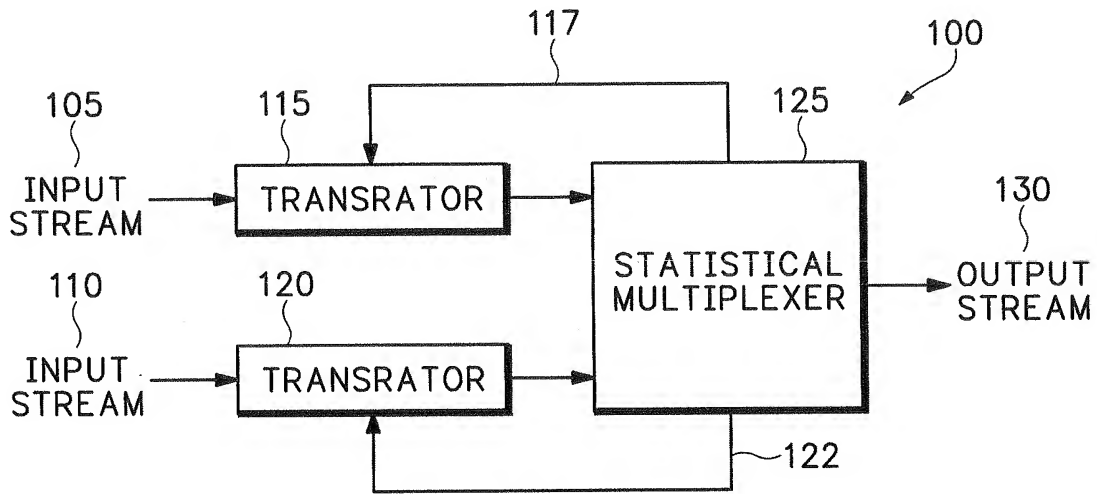 117
100
105
115
125
INPUT
STREAM
TRANSRATOR
130
STATISTICAL
MULTIPLEXER
OUTPUT
STREAM
110
120
INPUT
STREAM
TRANSRATOR
122